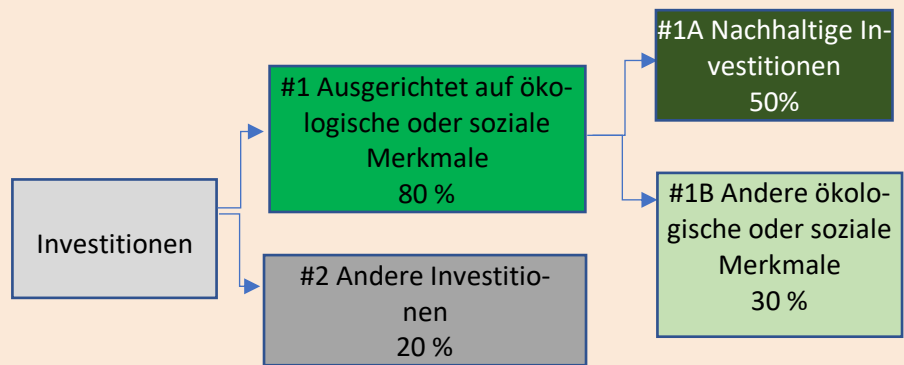 Investitionen
#1 Ausgerichtet auf öko-
logische oder soziale
Merkmale
80 %
#2 Andere Investitio-
nen
20 %
#1A Nachhaltige In-
vestitionen
50%
#1B Andere ökolo-
gische oder soziale
Merkmale
30 %